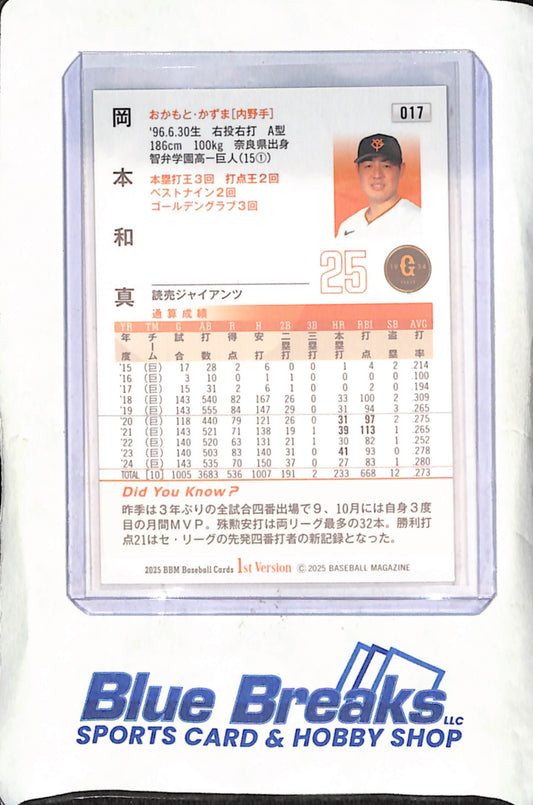 岡本和真
017
おかもと・かずま[内野手]
'96.6.30生 右投右打 A型
186cm 100kg 奈良県出身
智弁学園高―巨人(15①)
本塁打王3回 打点王2回
ベストナイン2回
ゴールデングラブ3回
25
19 G 34
読売ジャイアンツ
通算成績
YR TM G AB R H 2B 3B HR RBI SB AVG
年度 チーム 試合 打数 得点 安打 二塁打 三塁打 本塁打 打点 盗塁 打率
'15 (巨) 17 28 2 6 0 0 1 4 2 .214
'16 (巨) 3 10 0 1 1 0 0 0 0 .100
'17 (巨) 15 31 2 6 1 0 0 2 0 .194
'18 (巨) 143 540 82 167 26 0 33 100 2 .309
'19 (巨) 143 555 84 147 29 0 31 94 3 .265
'20 (巨) 118 440 79 121 26 0 31 97 2 .275
'21 (巨) 143 521 71 138 19 1 39 113 1 .265
'22 (巨) 140 520 63 131 21 1 30 82 1 .252
'23 (巨) 140 503 83 140 31 0 41 93 0 .278
'24 (巨) 143 535 70 150 37 0 27 83 1 .280
TOTAL [10] 1005 3683 536 1007 191 2 233 668 12 .273
Did You Know?
昨季は3年ぶりの全試合四番出場で9、10月には自身3度
目の月間MVP。殊勲安打は両リーグ最多の32本。勝利打
点21はセ・リーグの先発四番打者の新記録となった。
2025 BBM Baseball Cards 1st Version © 2025 BASEBALL MAGAZINE
Blue Breaks LLC
SPORTS CARD & HOBBY SHOP